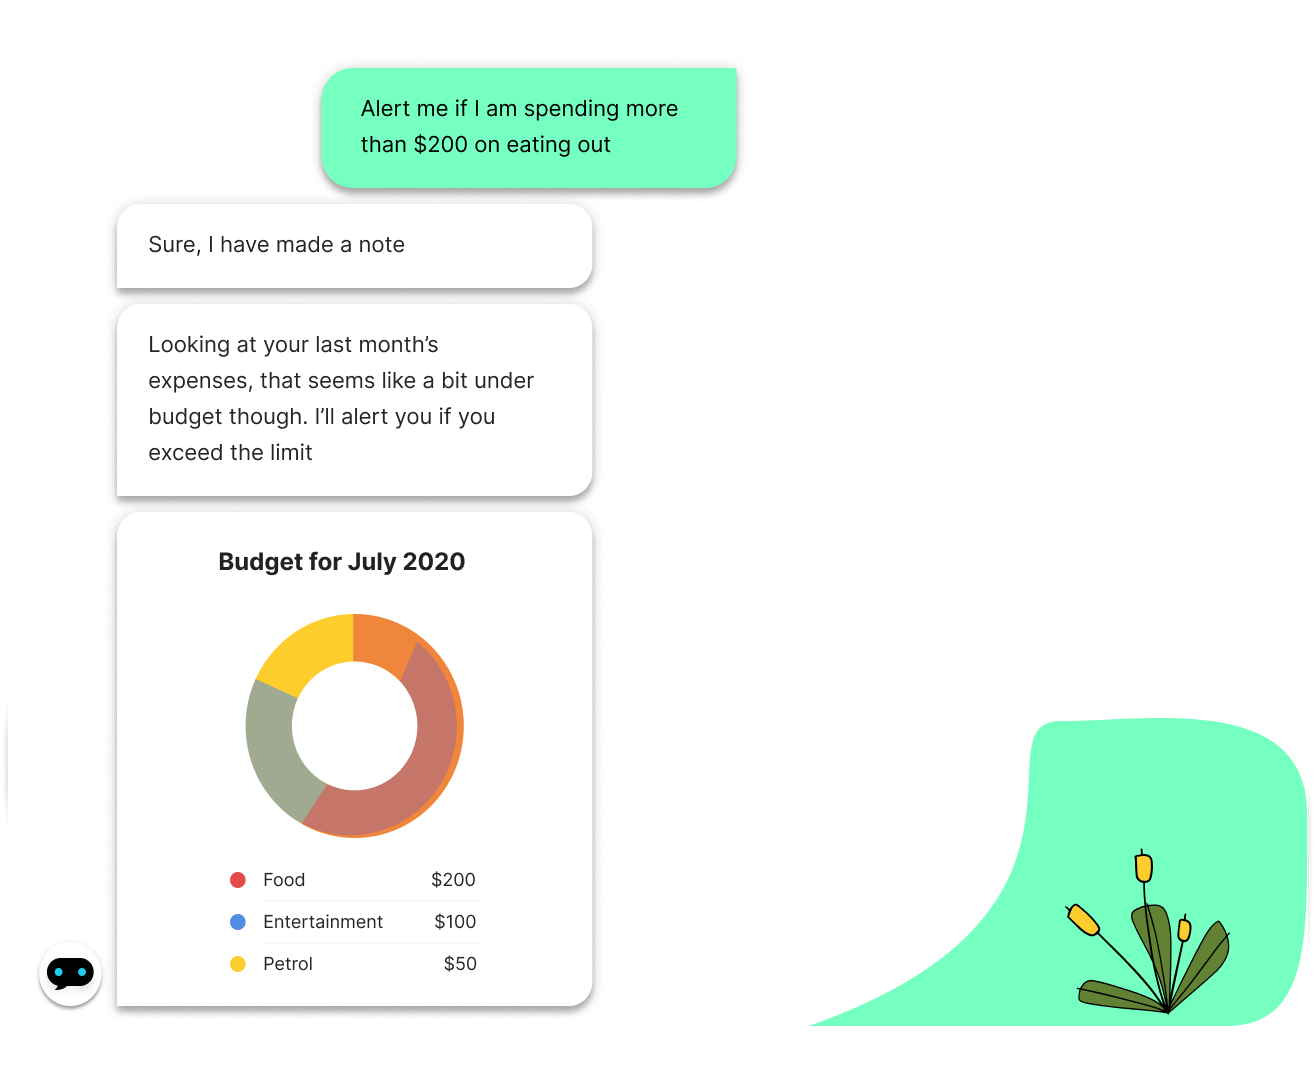 Alert me if I am spending more
than $200 on eating out
Sure, I have made a note
Looking at your last month’s
expenses, that seems like a bit under
budget though. I’ll alert you if you
exceed the limit
Budget for July 2020
Food $200
Entertainment $100
Petrol $50